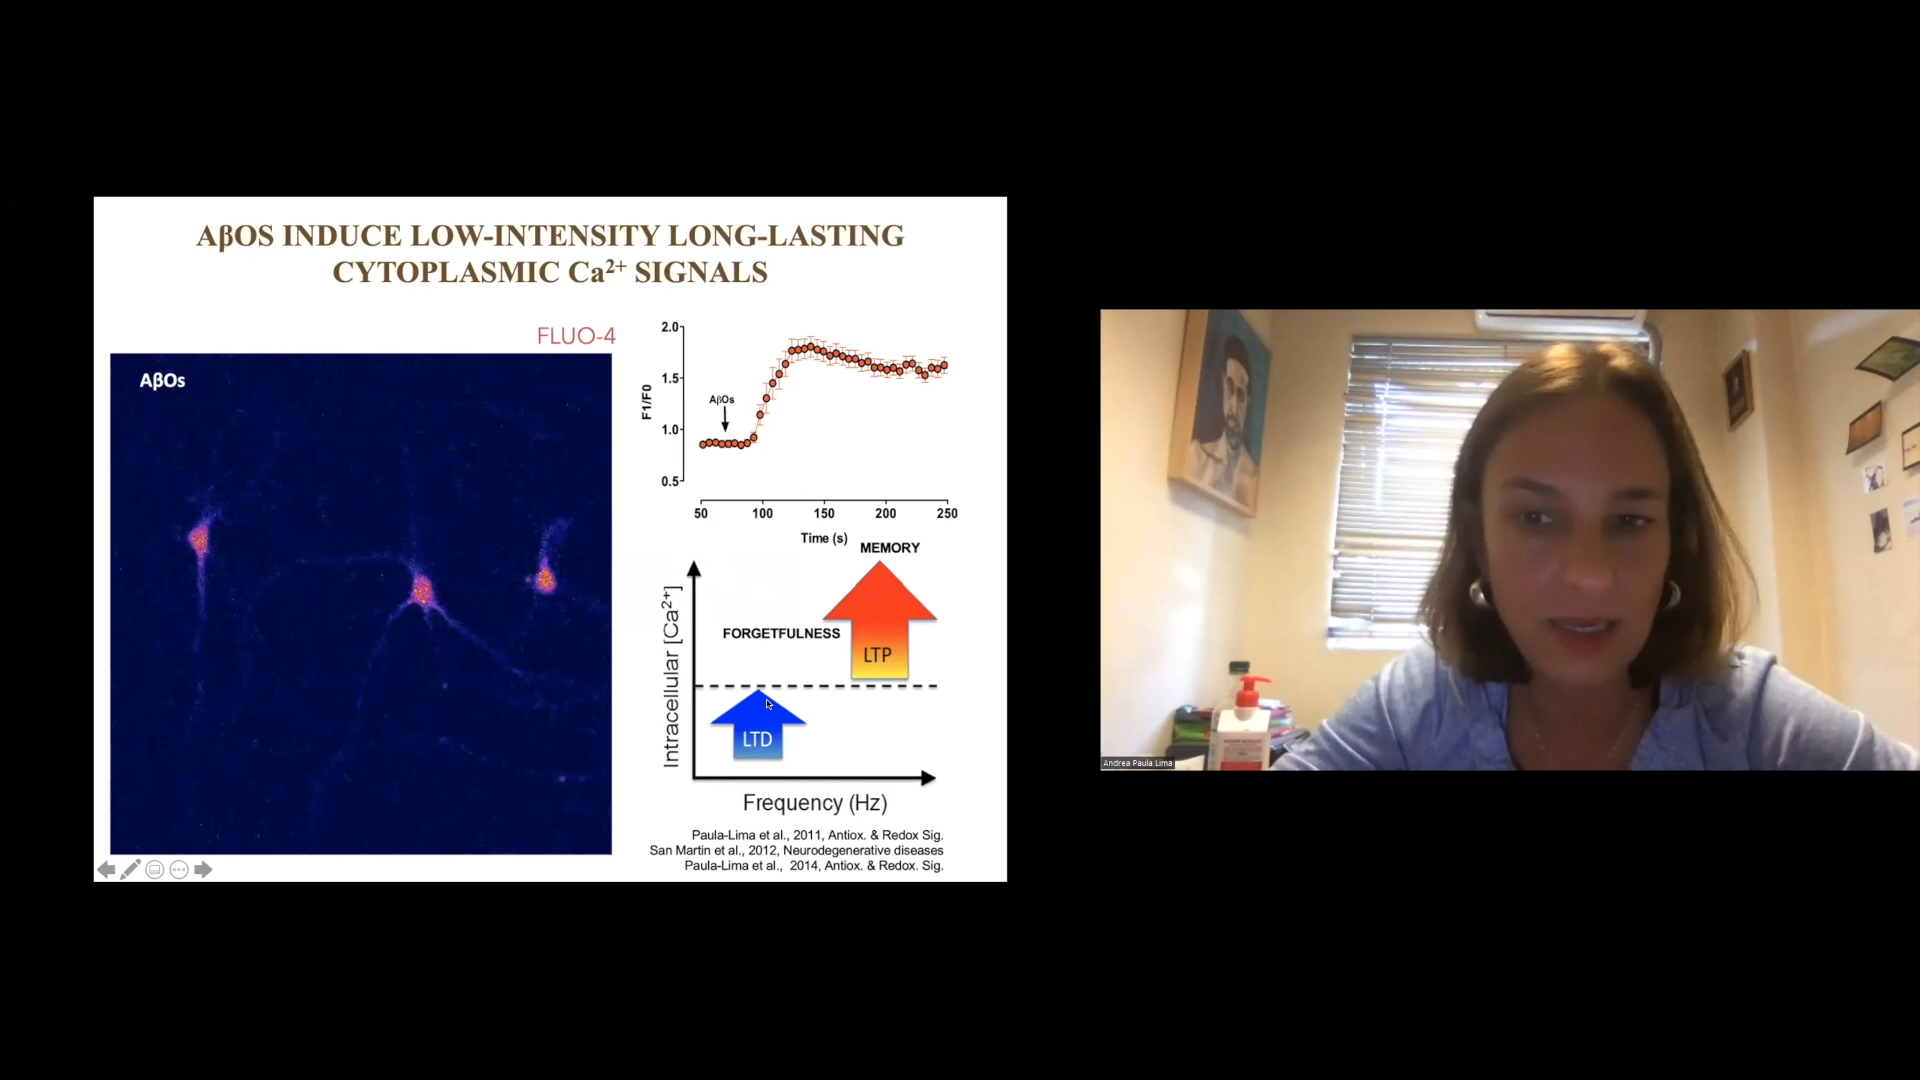 AβOS INDUCE LOW-INTENSITY LONG-LASTING
CYTOPLASMIC Ca²⁺ SIGNALS
FLUO-4
AβOs
2.0
1.5
1.0
0.5
F1/F0
AβOs
50 100 150 200 250
Time (s)
MEMORY
FORGETFULNESS
LTP
LTD
Intracellular [Ca²⁺]
Frequency (Hz)
Paula-Lima et al., 2011, Antiox. & Redox Sig.
San Martin et al., 2012, Neurodegenerative diseases
Paula-Lima et al., 2014, Antiox. & Redox. Sig.
Andrea Paula Lima